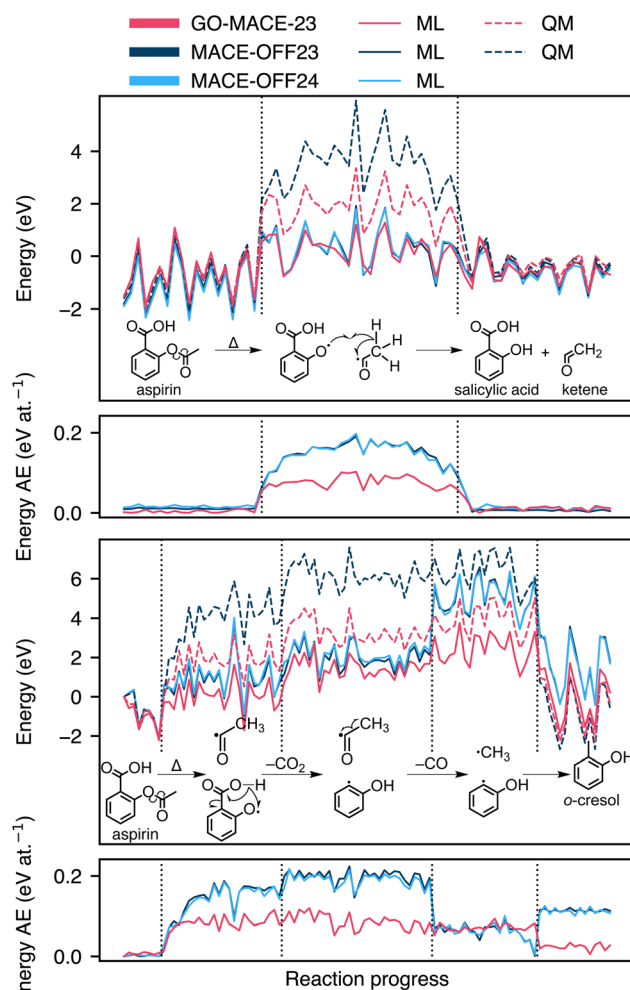 GO-MACE-23 ML QM
MACE-OFF23 ML QM
MACE-OFF24 ML
Energy (eV)
4
2
0
−2
OH
O
O
O
aspirin
Δ
OH
O
O•
H
C
H
H
O
OH
O
OH
salicylic acid
+
CH₂
O
ketene
Energy AE (eV at.⁻¹)
0.2
0.0
Energy (eV)
6
4
2
0
−2
OH
O
O
O
aspirin
Δ
CH₃
O
O
O
H
O•
−CO₂
CH₃
O
OH
−CO
•CH₃
OH
OH
o-cresol
nergy AE (eV at.⁻¹)
0.2
0.0
Reaction progress